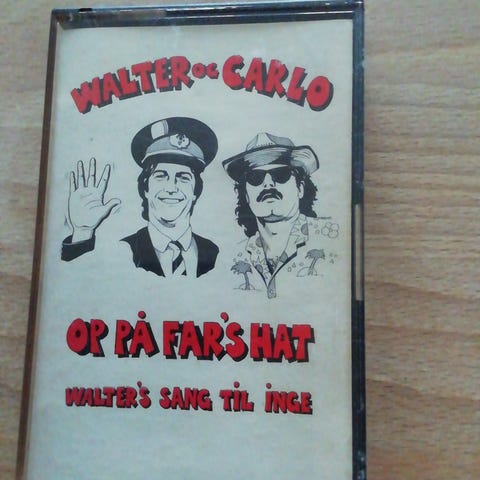 WALTER OG CARLO
OP PÅ FAR'S HAT
WALTER'S SANG TIL INGE